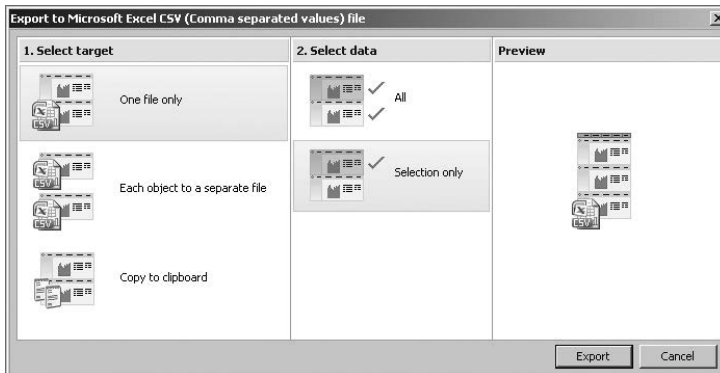 Export to Microsoft Excel CSV (Comma separated values) file
1. Select target
One file only
Each object to a separate file
Copy to clipboard
2. Select data
All
Selection only
Preview
Export
Cancel